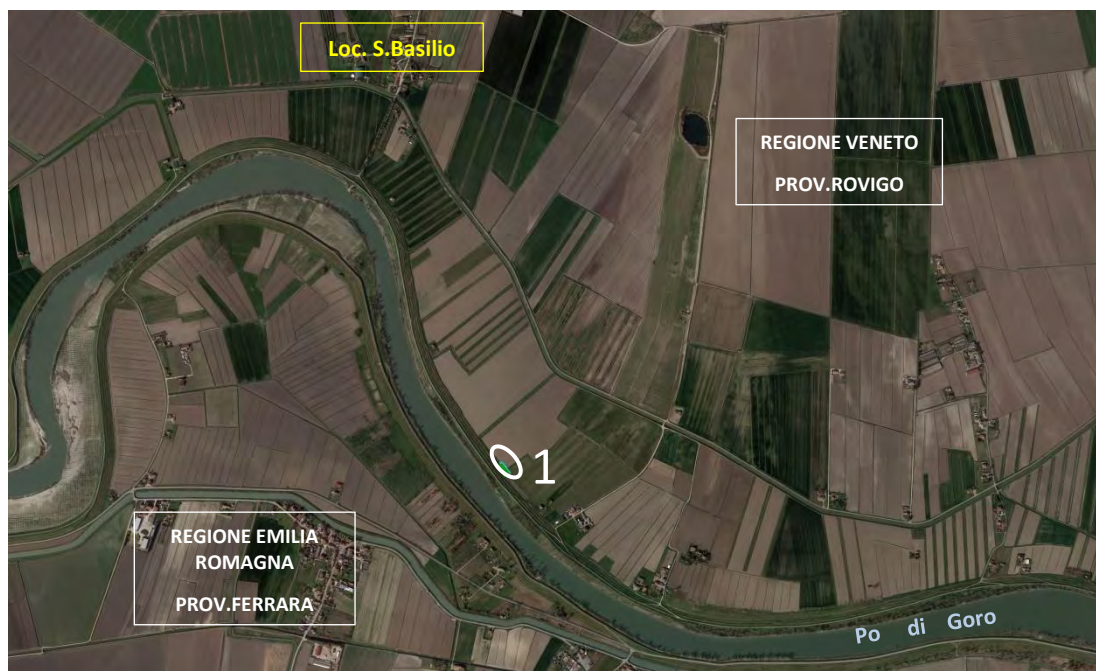 Loc. S.Basilio
REGIONE VENETO
PROV.ROVIGO
1
REGIONE EMILIA
ROMAGNA
PROV.FERRARA
Po di Goro